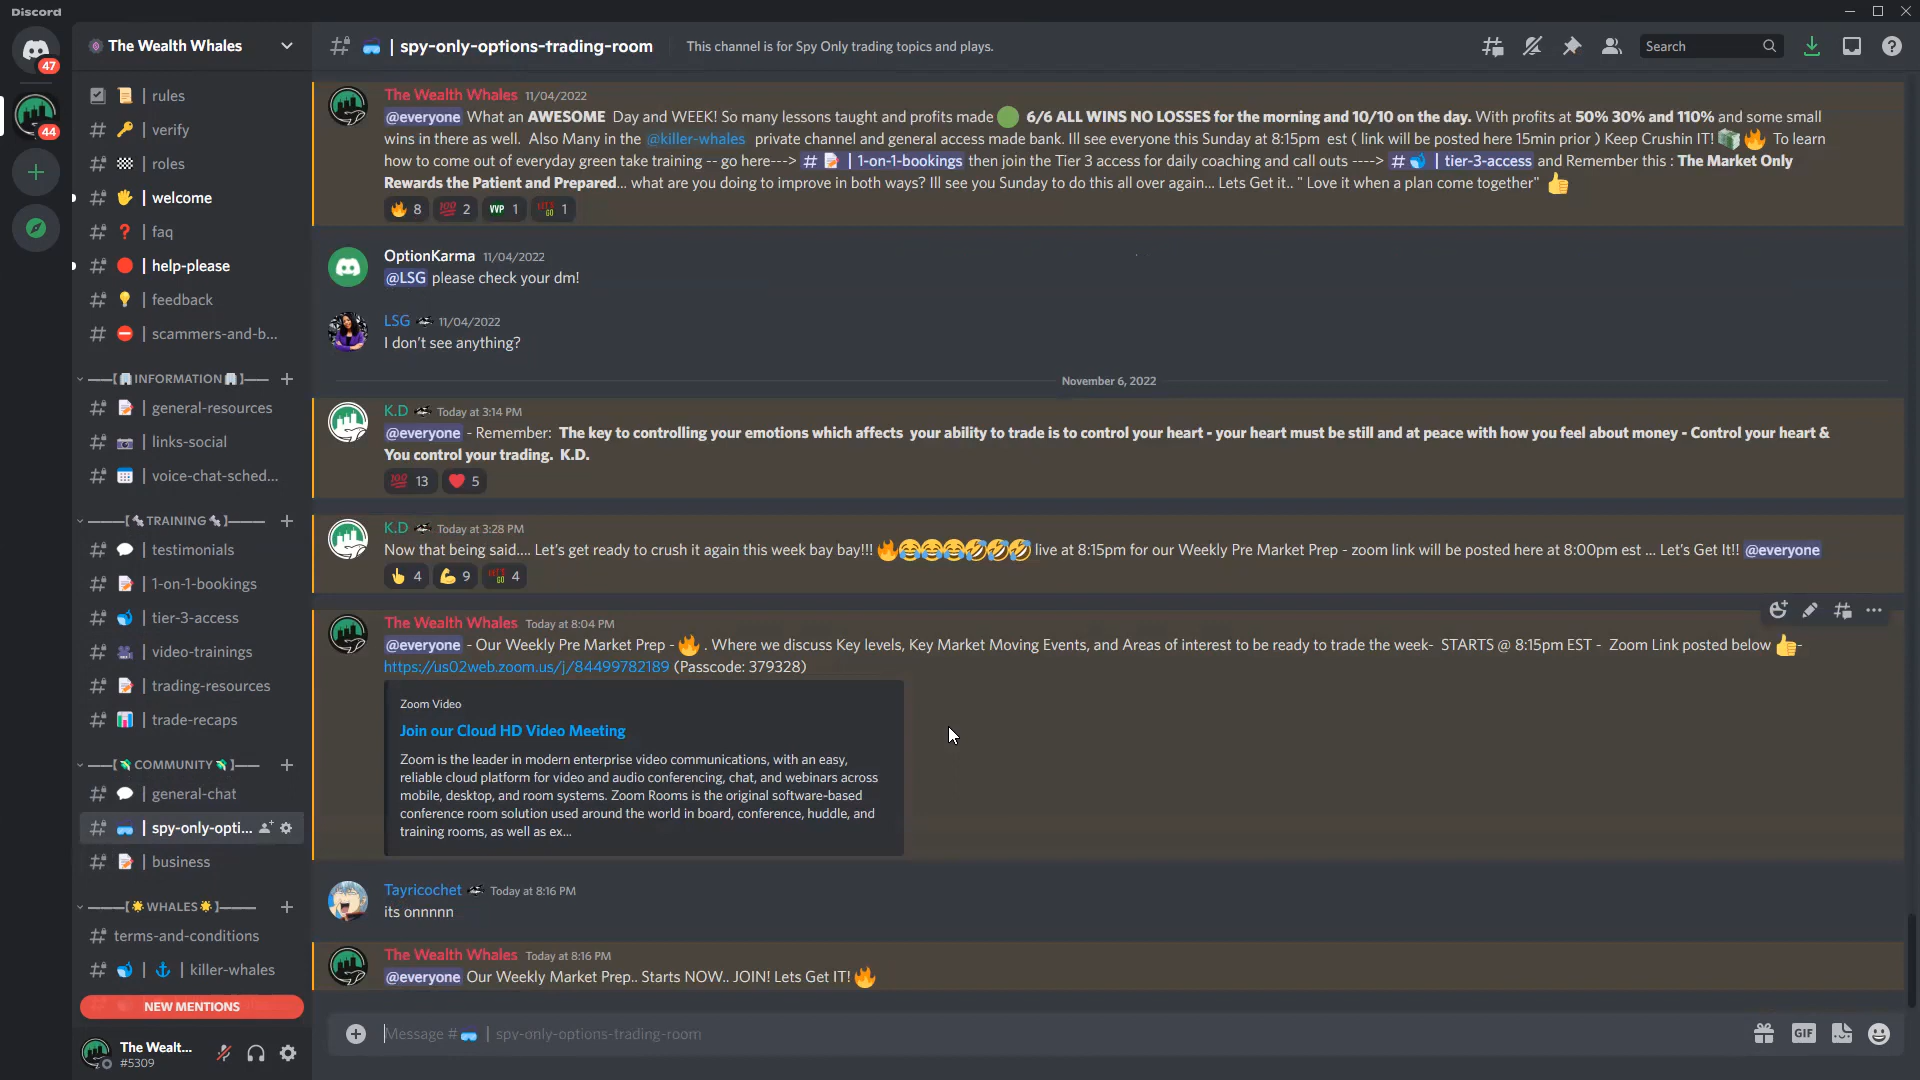 Discord
47
44
The Wealth Whales
| spy-only-options-trading-room
This channel is for Spy Only trading topics and plays.
Search
| rules
| verify
| roles
| welcome
| faq
| help-please
| feedback
| scammers-and-b...
INFORMATION
| general-resources
| links-social
| voice-chat-sched...
TRAINING
| testimonials
| 1-on-1-bookings
| tier-3-access
| video-trainings
| trading-resources
| trade-recaps
COMMUNITY
| general-chat
| spy-only-opti...
| business
WHALES
terms-and-conditions
| killer-whales
NEW MENTIONS
The Wealt...
#5309
The Wealth Whales 11/04/2022
@everyone What an AWESOME Day and WEEK! So many lessons taught and profits made 6/6 ALL WINS NO LOSSES for the morning and 10/10 on the day. With profits at 50% 30% and 110% and some small
wins in there as well. Also Many in the @killer-whales private channel and general access made bank. Ill see everyone this Sunday at 8:15pm est ( link will be posted here 15min prior ) Keep Crushin IT! To learn
how to come out of everyday green take training -- go here---> # | 1-on-1-bookings then join the Tier 3 access for daily coaching and call outs ----> # | tier-3-access and Remember this : The Market Only
Rewards the Patient and Prepared... what are you doing to improve in both ways? Ill see you Sunday to do this all over again... Lets Get it.. " Love it when a plan come together"
8 2 VVP 1 1
OptionKarma 11/04/2022
@LSG please check your dm!
LSG 11/04/2022
I don't see anything?
November 6, 2022
K.D Today at 3:14 PM
@everyone - Remember: The key to controlling your emotions which affects your ability to trade is to control your heart - your heart must be still and at peace with how you feel about money - Control your heart &
You control your trading. K.D.
13 5
K.D Today at 3:28 PM
Now that being said.... Let's get ready to crush it again this week bay bay!!! live at 8:15pm for our Weekly Pre Market Prep - zoom link will be posted here at 8:00pm est ... Let's Get It!! @everyone
4 9 4
The Wealth Whales Today at 8:04 PM
@everyone - Our Weekly Pre Market Prep - . Where we discuss Key levels, Key Market Moving Events, and Areas of interest to be ready to trade the week- STARTS @ 8:15pm EST - Zoom Link posted below -
https://us02web.zoom.us/j/84499782189 (Passcode: 379328)
Zoom Video
Join our Cloud HD Video Meeting
Zoom is the leader in modern enterprise video communications, with an easy,
reliable cloud platform for video and audio conferencing, chat, and webinars across
mobile, desktop, and room systems. Zoom Rooms is the original software-based
conference room solution used around the world in board, conference, huddle, and
training rooms, as well as ex...
Tayricochet Today at 8:16 PM
its onnnnn
The Wealth Whales Today at 8:16 PM
@everyone Our Weekly Market Prep.. Starts NOW.. JOIN! Lets Get IT!
Message # | spy-only-options-trading-room
GIF